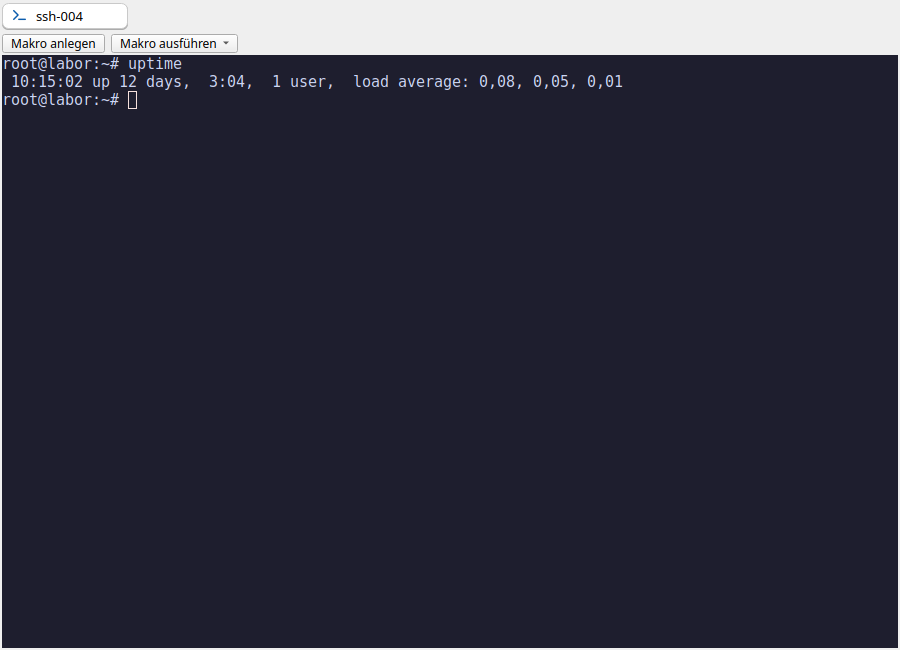 ssh-004
Makro anlegen Makro ausführen
root@labor:~# uptime
 10:15:02 up 12 days,  3:04,  1 user,  load average: 0,08, 0,05, 0,01
root@labor:~#